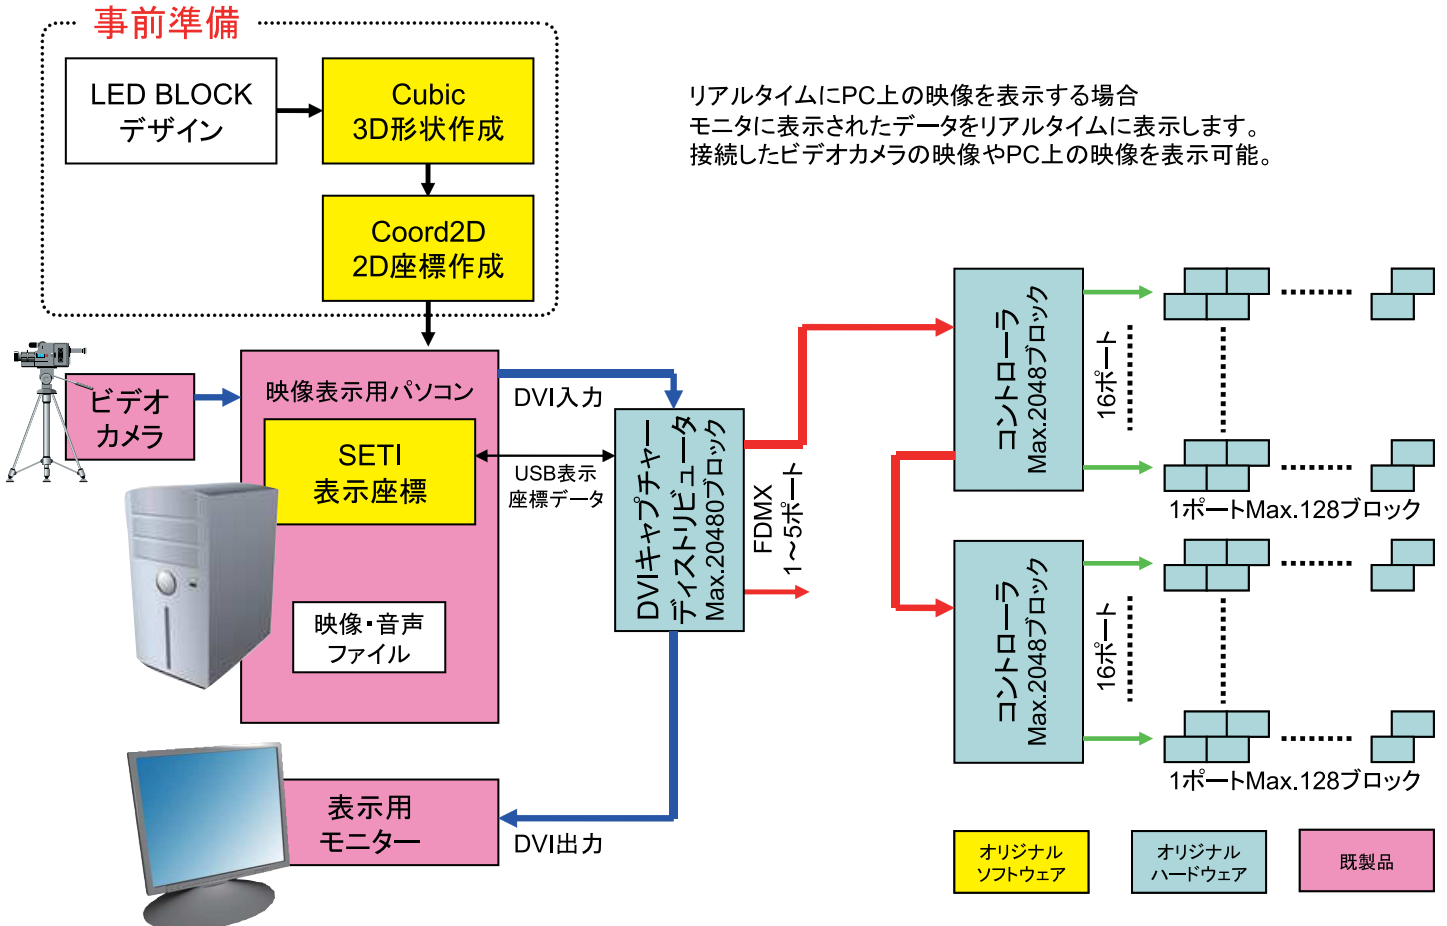 事前準備
LED BLOCK
デザイン
Cubic
3D形状作成
Coord2D
2D座標作成
リアルタイムにPC上の映像を表示する場合
モニタに表示されたデータをリアルタイムに表示します。
接続したビデオカメラの映像やPC上の映像を表示可能。
ビデオ
カメラ
映像表示用パソコン
SETI
表示座標
映像・音声
ファイル
DVI入力
USB表示
座標データ
DVIキャプチャー
ディストリビュータ
Max.20480ブロック
FDMX
1～5ポート
コントローラ
Max.2048ブロック
16ポート
1ポートMax.128ブロック
コントローラ
Max.2048ブロック
16ポート
1ポートMax.128ブロック
表示用
モニター
DVI出力
オリジナル
ソフトウェア
オリジナル
ハードウェア
既製品